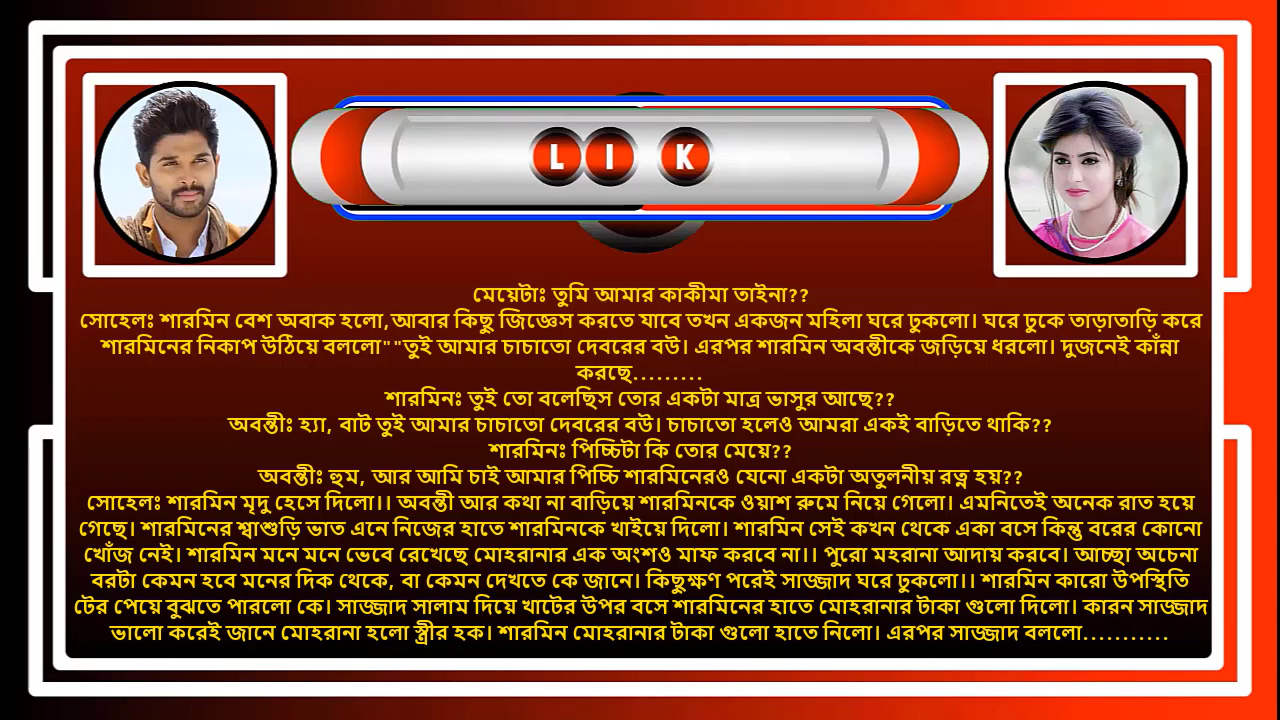 L I K
মেয়েটাঃ তুমি আমার কাকীমা তাইনা??
সোহেলঃ শারমিন বেশ অবাক হলো,আবার কিছু জিজ্ঞেস করতে যাবে তখন একজন মহিলা ঘরে ঢুকলো। ঘরে ঢুকে তাড়াতাড়ি করে
শারমিনের নিকাপ উঠিয়ে বললো""তুই আমার চাচাতো দেবরের বউ। এরপর শারমিন অবন্তীকে জড়িয়ে ধরলো। দুজনেই কাঁন্না
করছে.........
শারমিনঃ তুই তো বলেছিস তোর একটা মাত্র ভাসুর আছে??
অবন্তীঃ হ্যা, বাট তুই আমার চাচাতো দেবরের বউ। চাচাতো হলেও আমরা একই বাড়িতে থাকি??
শারমিনঃ পিচ্চিটা কি তোর মেয়ে??
অবন্তীঃ হুম, আর আমি চাই আমার পিচ্চি শারমিনেরও যেনো একটা অতুলনীয় রত্ন হয়??
সোহেলঃ শারমিন মৃদু হেসে দিলো।। অবন্তী আর কথা না বাড়িয়ে শারমিনকে ওয়াশ রুমে নিয়ে গেলো। এমনিতেই অনেক রাত হয়ে
গেছে। শারমিনের শ্বাশুড়ি ভাত এনে নিজের হাতে শারমিনকে খাইয়ে দিলো। শারমিন সেই কখন থেকে একা বসে কিন্তু বরের কোনো
খোঁজ নেই। শারমিন মনে মনে ভেবে রেখেছে মোহরানার এক অংশও মাফ করবে না।। পুরো মহরানা আদায় করবে। আচ্ছা অচেনা
বরটা কেমন হবে মনের দিক থেকে, বা কেমন দেখতে কে জানে। কিছুক্ষণ পরেই সাজ্জাদ ঘরে ঢুকলো।। শারমিন কারো উপস্থিতি
টের পেয়ে বুঝতে পারলো কে। সাজ্জাদ সালাম দিয়ে খাটের উপর বসে শারমিনের হাতে মোহরানার টাকা গুলো দিলো। কারন সাজ্জাদ
ভালো করেই জানে মোহরানা হলো স্ত্রীর হক। শারমিন মোহরানার টাকা গুলো হাতে নিলো। এরপর সাজ্জাদ বললো...........